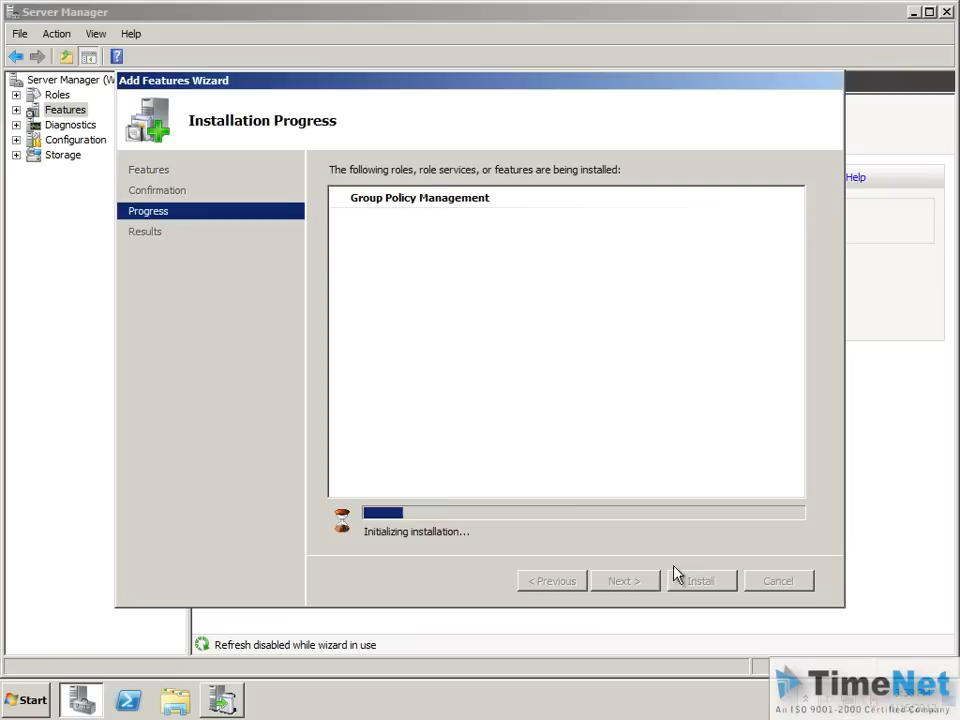 Server Manager
File Action View Help
Server Manager (W
Roles
Features
Diagnostics
Configuration
Storage
Add Features Wizard
Installation Progress
Features
Confirmation
Progress
Results
The following roles, role services, or features are being installed:
Group Policy Management
Initializing installation...
< Previous Next > Install Cancel
Help
Refresh disabled while wizard in use
Start
TimeNet
An ISO 9001-2000 Certified Company